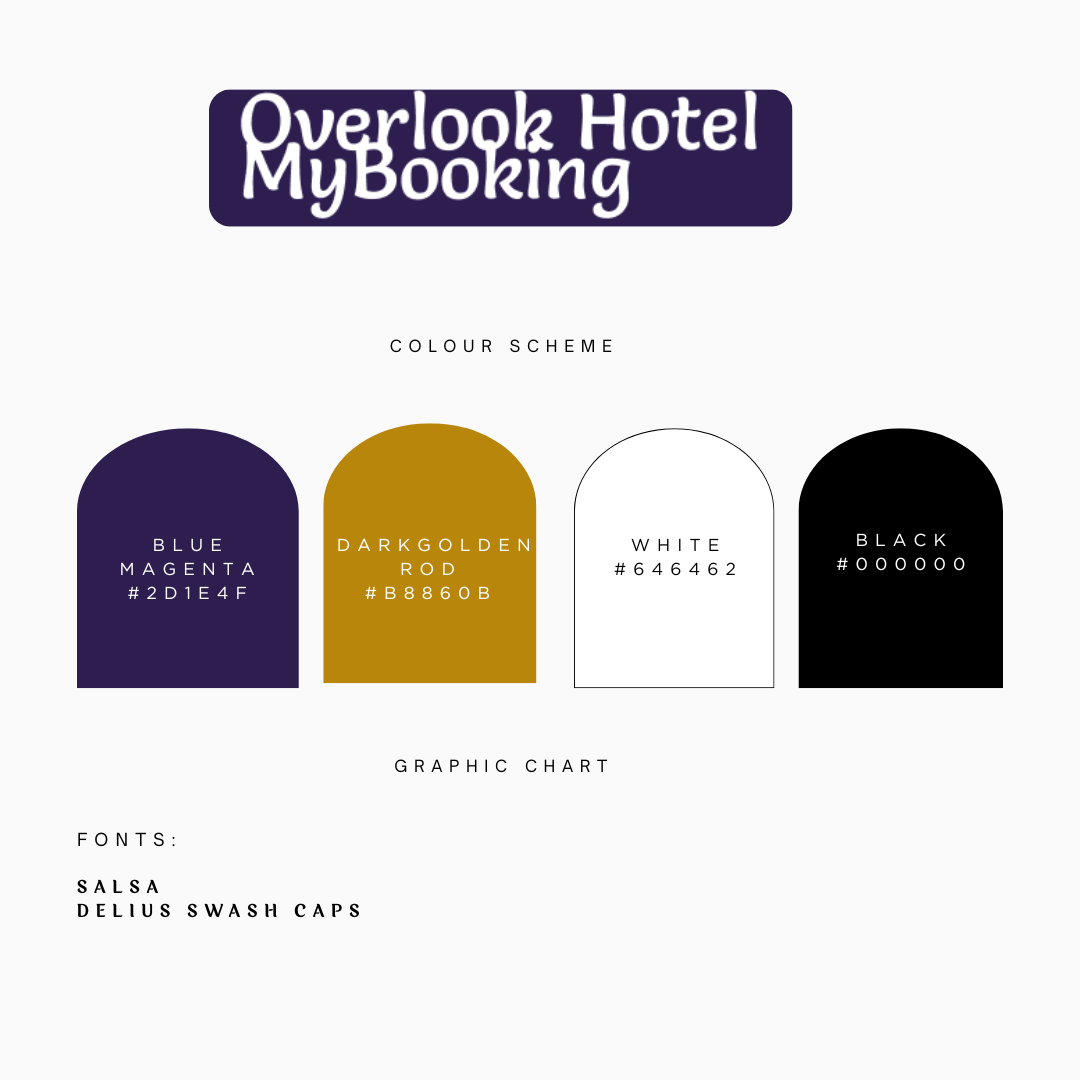 Overlook Hotel
MyBooking
COLOUR SCHEME
BLUE
MAGENTA
#2D1E4F
DARKGOLDEN
ROD
#B8860B
WHITE
#646462
BLACK
#000000
GRAPHIC CHART
FONTS:
SALSA
DELIUS SWASH CAPS